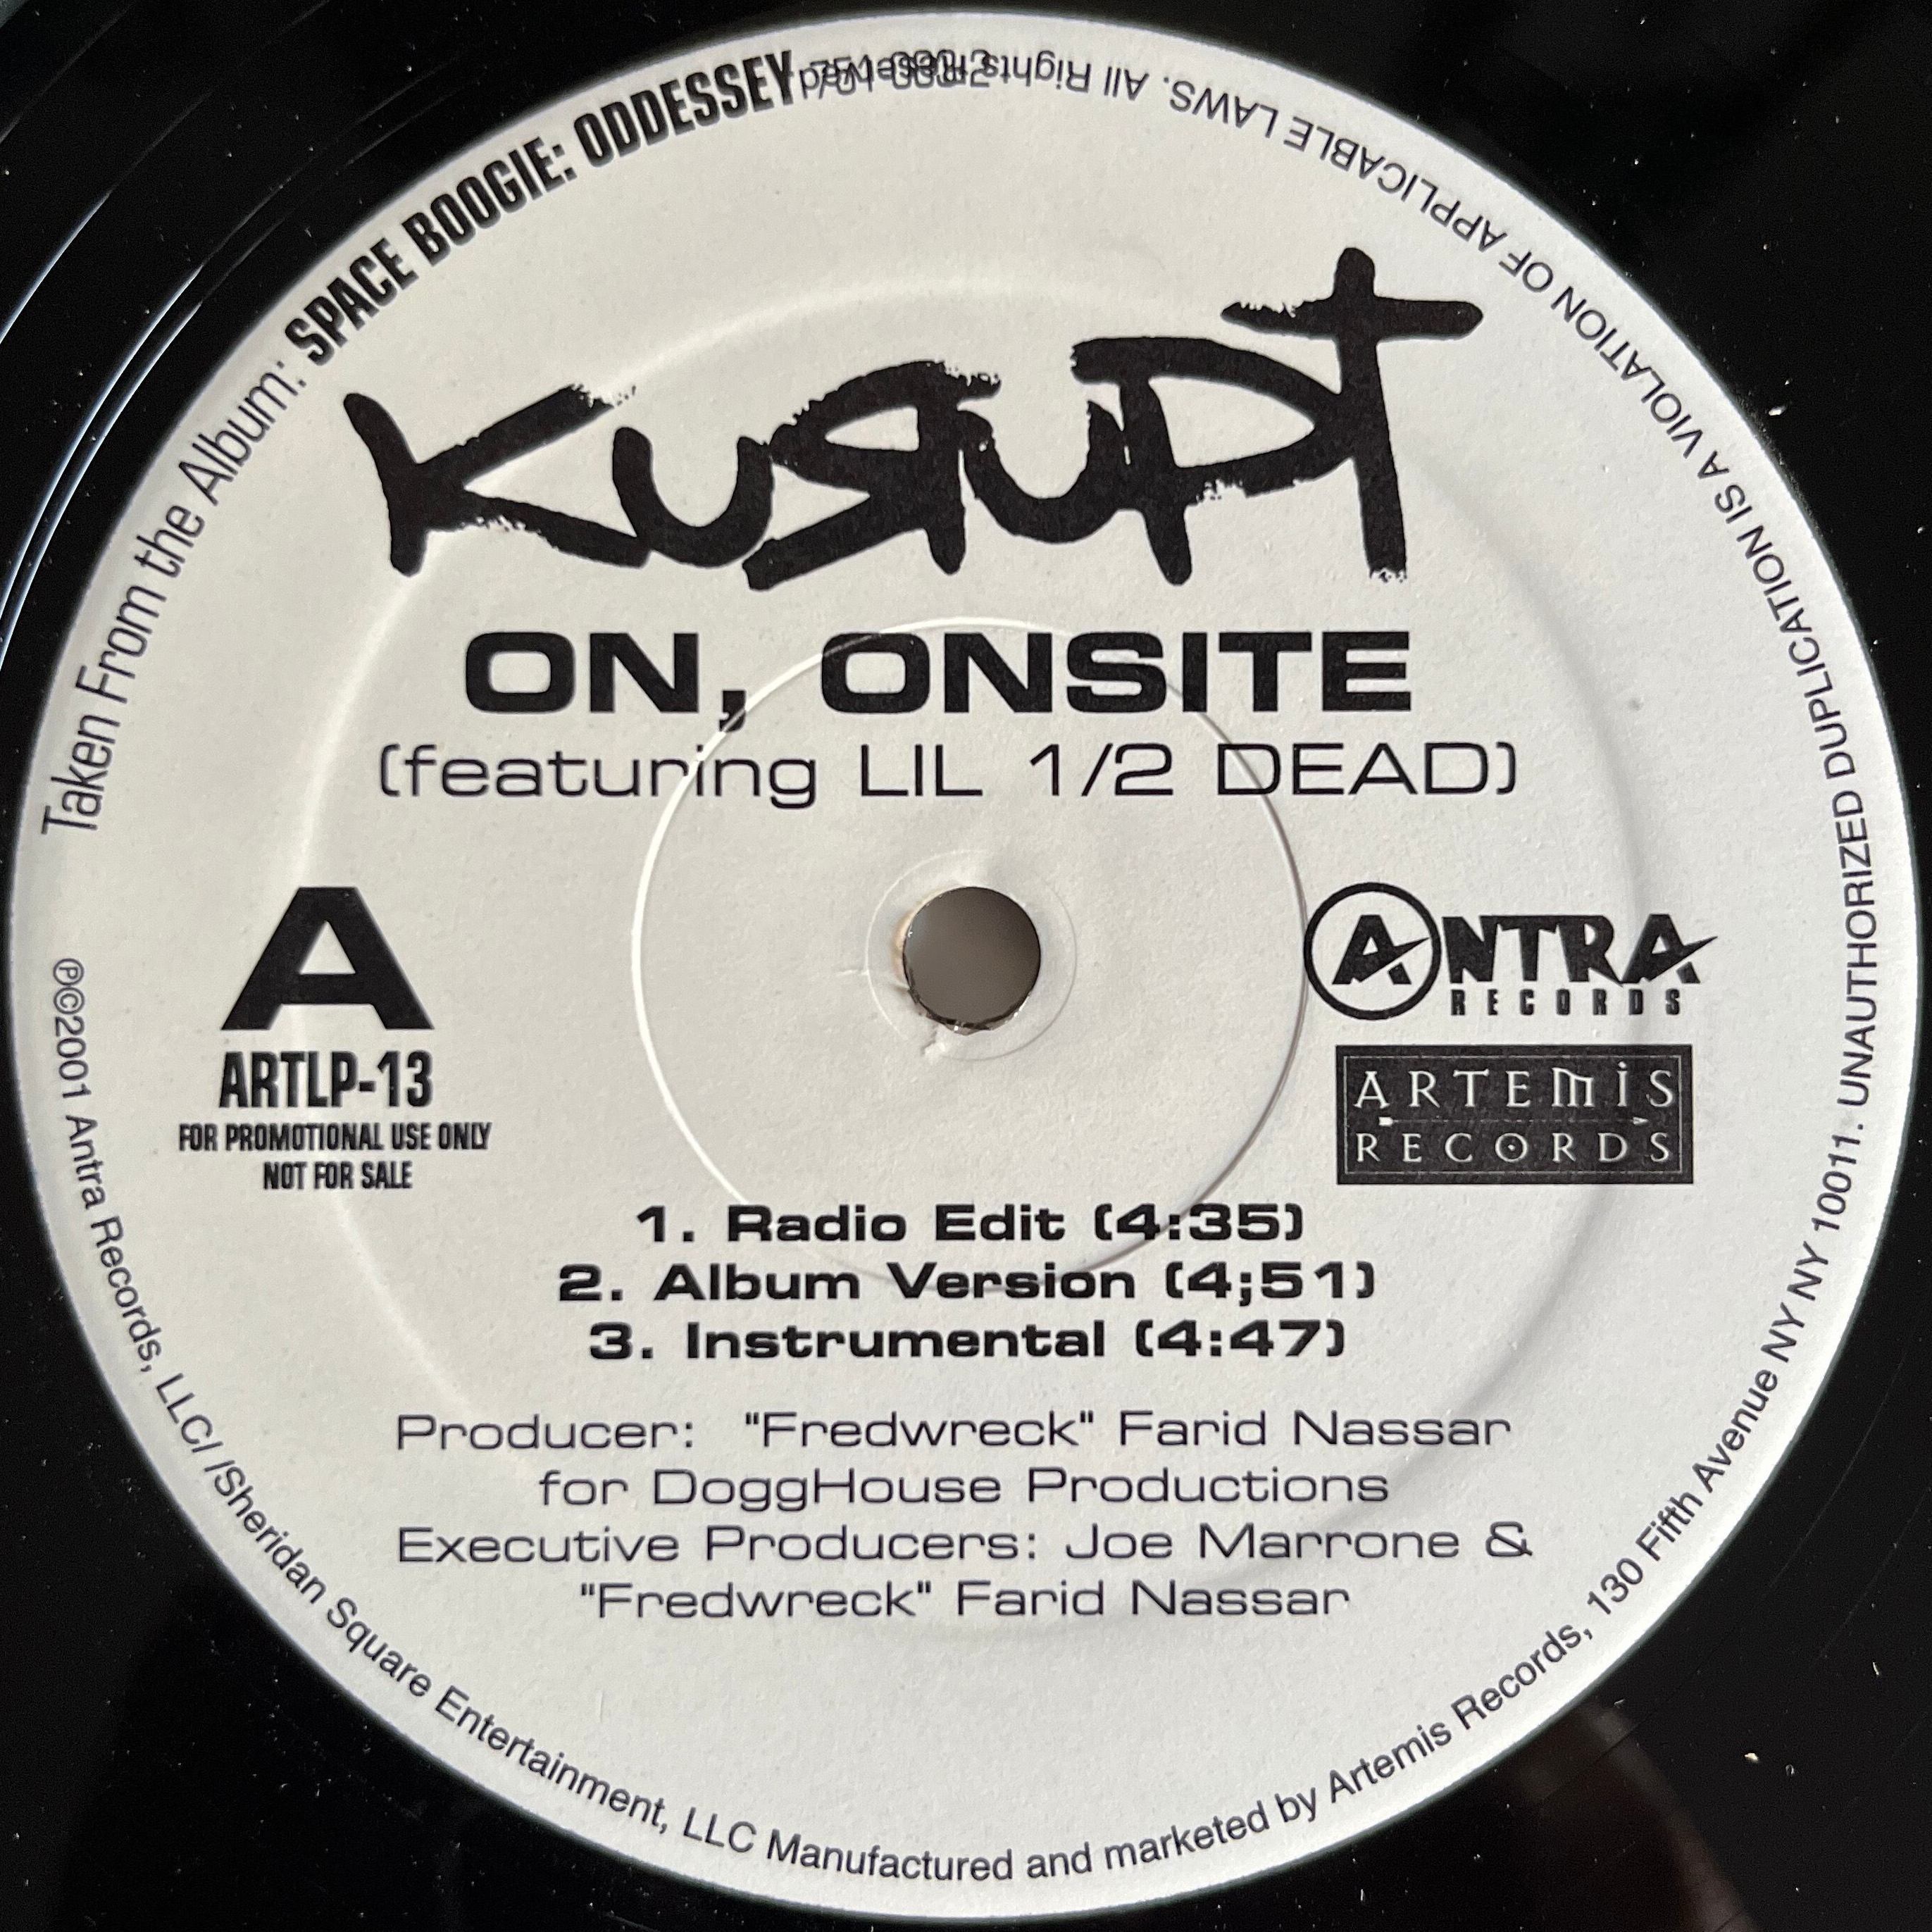 Taken From the Album: SPACE BOOGIE: ODDESSEY
KURUPT
ON, ONSITE
(featuring LIL 1/2 DEAD)
A
ARTLP-13
FOR PROMOTIONAL USE ONLY
NOT FOR SALE
ANTRA
RECORDS
ARTEMIS
RECORDS
1. Radio Edit (4:35)
2. Album Version (4;51)
3. Instrumental (4:47)
Producer: "Fredwreck" Farid Nassar
for DoggHouse Productions
Executive Producers: Joe Marrone &
"Fredwreck" Farid Nassar
℗©2001 Antra Records, LLC/ /Sheridan Square Entertainment, LLC Manufactured and marketed by Artemis Records, 130 Fifth Avenue NY NY 10011. UNAUTHORIZED DUPLICATION IS A VIOLATION OF APPLICABLE LAWS. All Rights Reserved